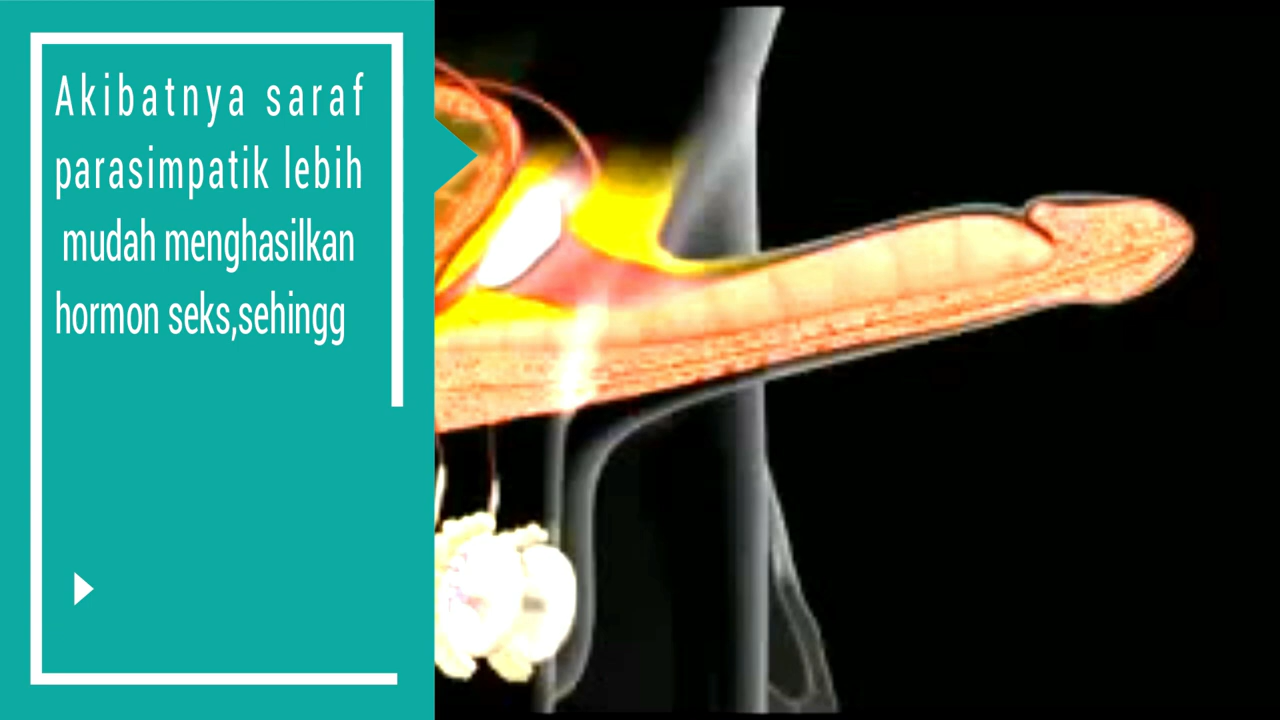 Akibatnya saraf
parasimpatik lebih
mudah menghasilkan
hormon seks,sehingg